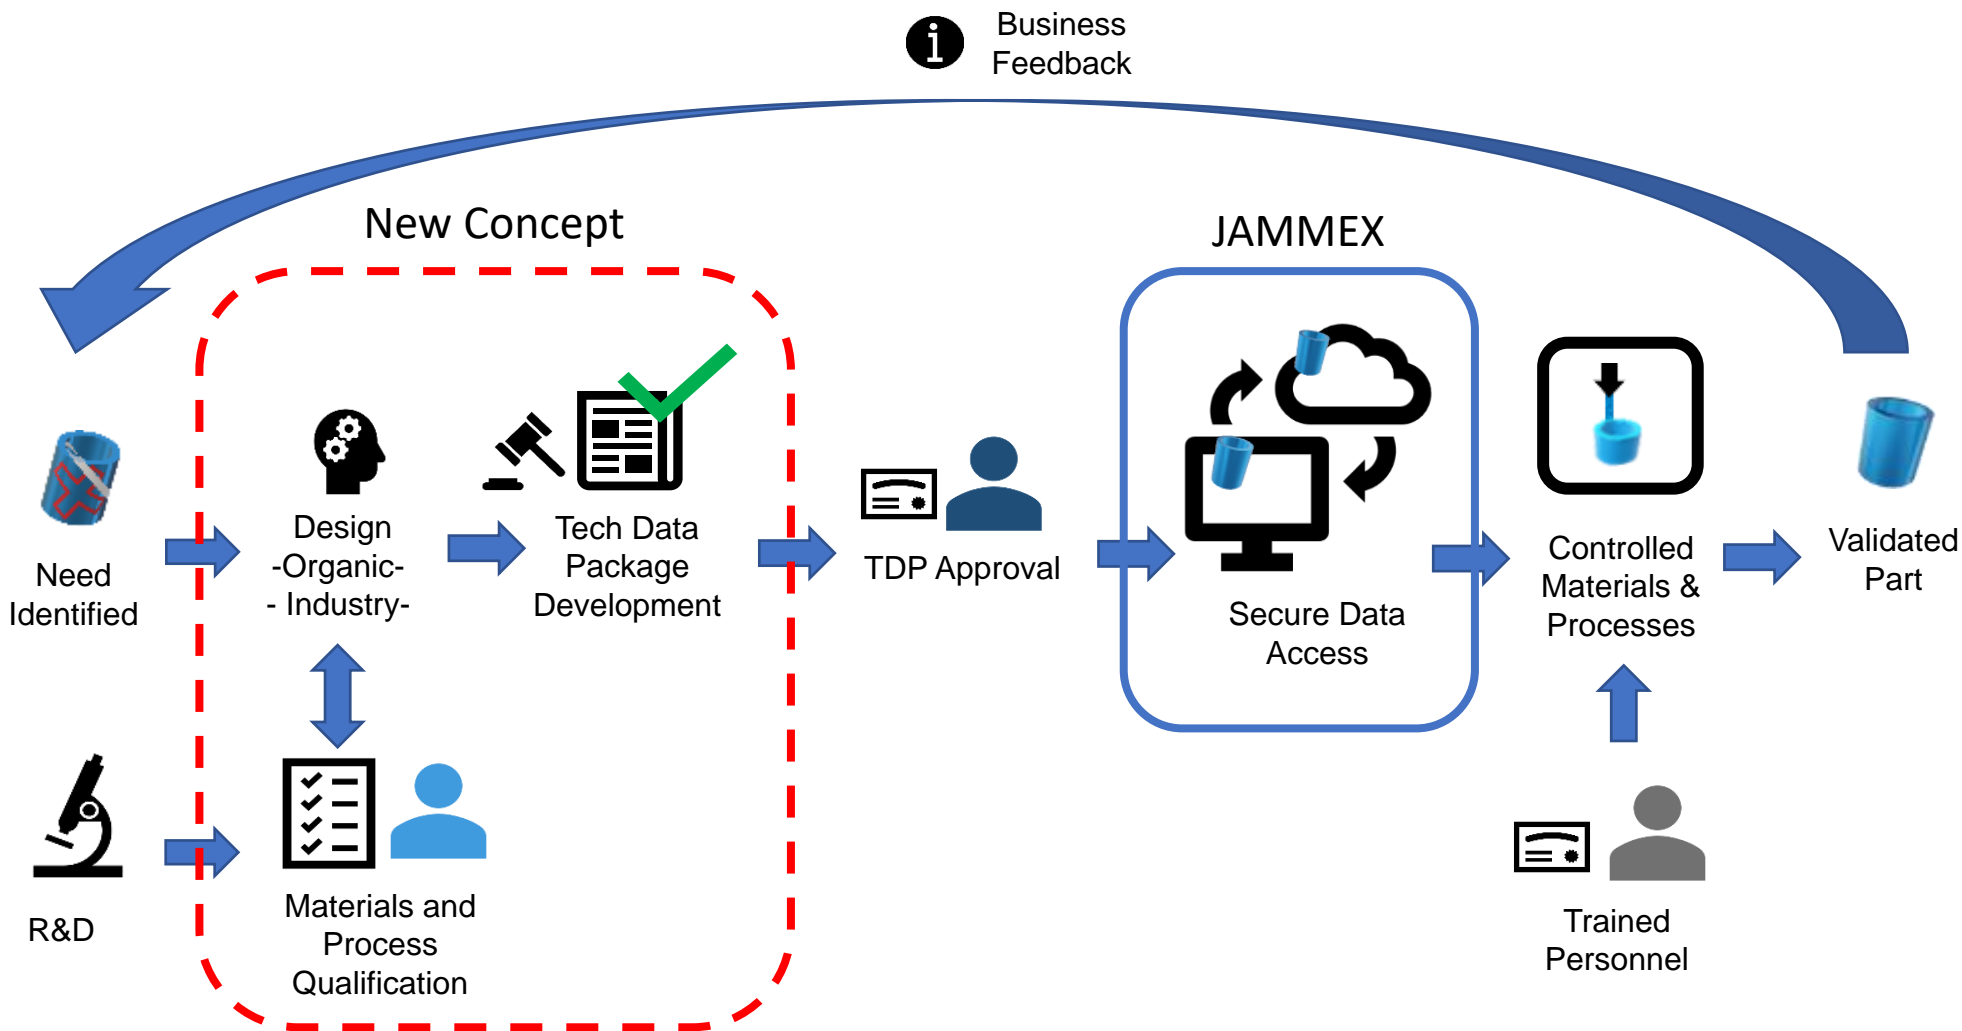 Business
Feedback
New Concept
JAMMEX
Need
Identified
Design
-Organic-
- Industry-
Tech Data
Package
Development
TDP Approval
Secure Data
Access
Controlled
Materials &
Processes
Validated
Part
R&D
Materials and
Process
Qualification
Trained
Personnel